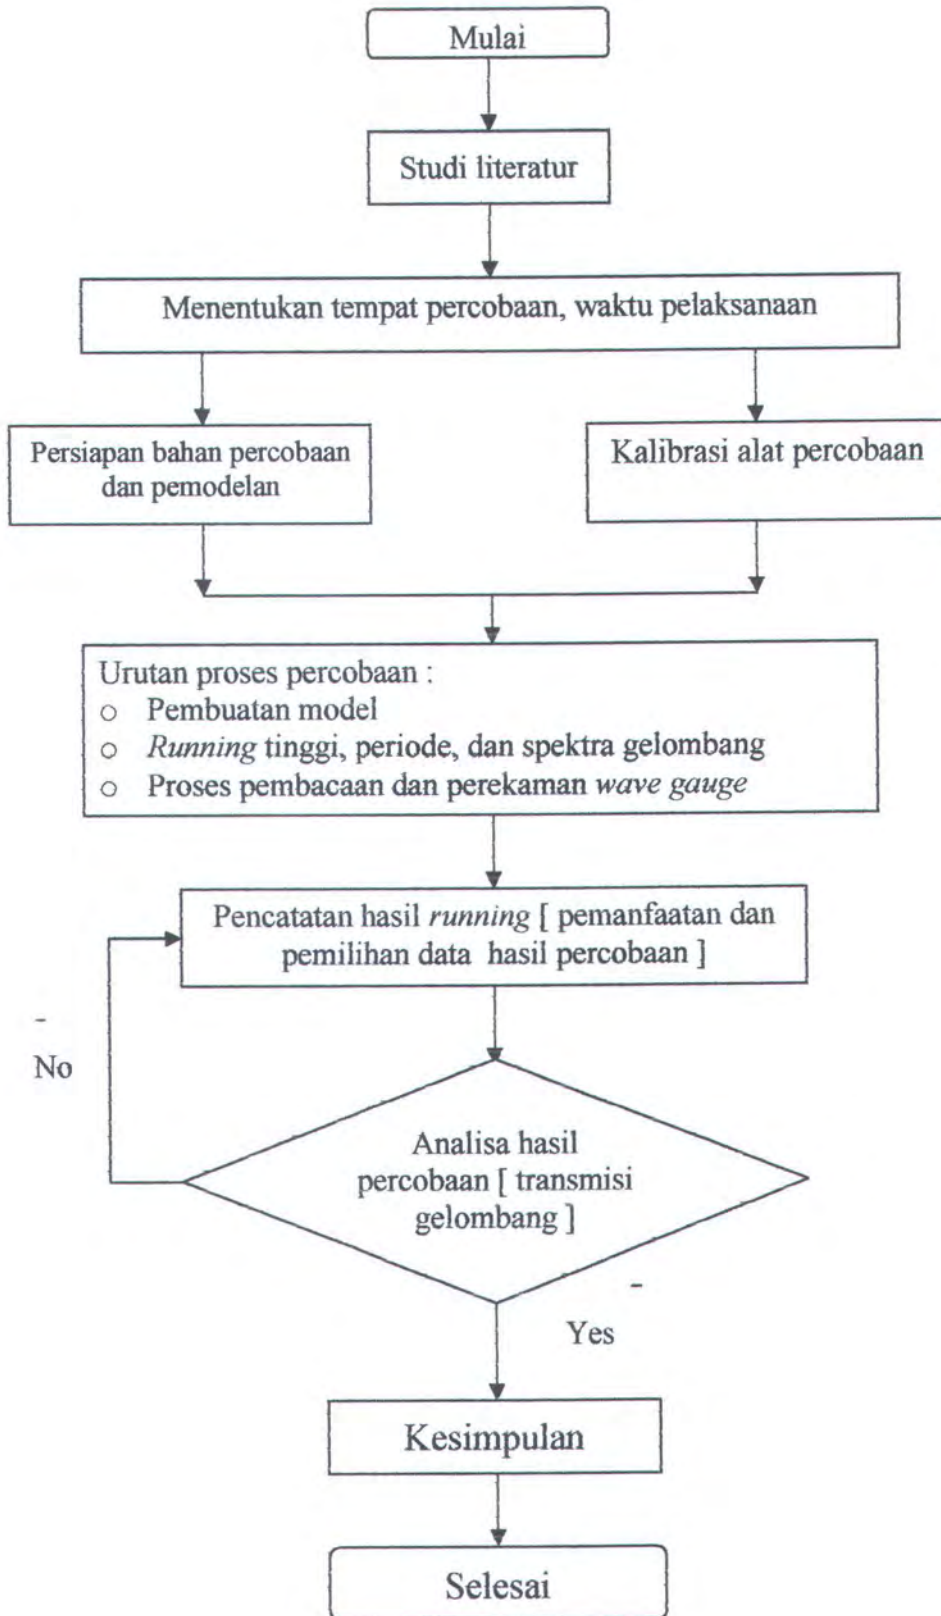 Mulai
Studi literatur
Menentukan tempat percobaan, waktu pelaksanaan
Persiapan bahan percobaan
dan pemodelan
Kalibrasi alat percobaan
Urutan proses percobaan :
○ Pembuatan model
○ Running tinggi, periode, dan spektra gelombang
○ Proses pembacaan dan perekaman wave gauge
Pencatatan hasil running [ pemanfaatan dan
pemilihan data hasil percobaan ]
No
Analisa hasil
percobaan [ transmisi
gelombang ]
Yes
Kesimpulan
Selesai